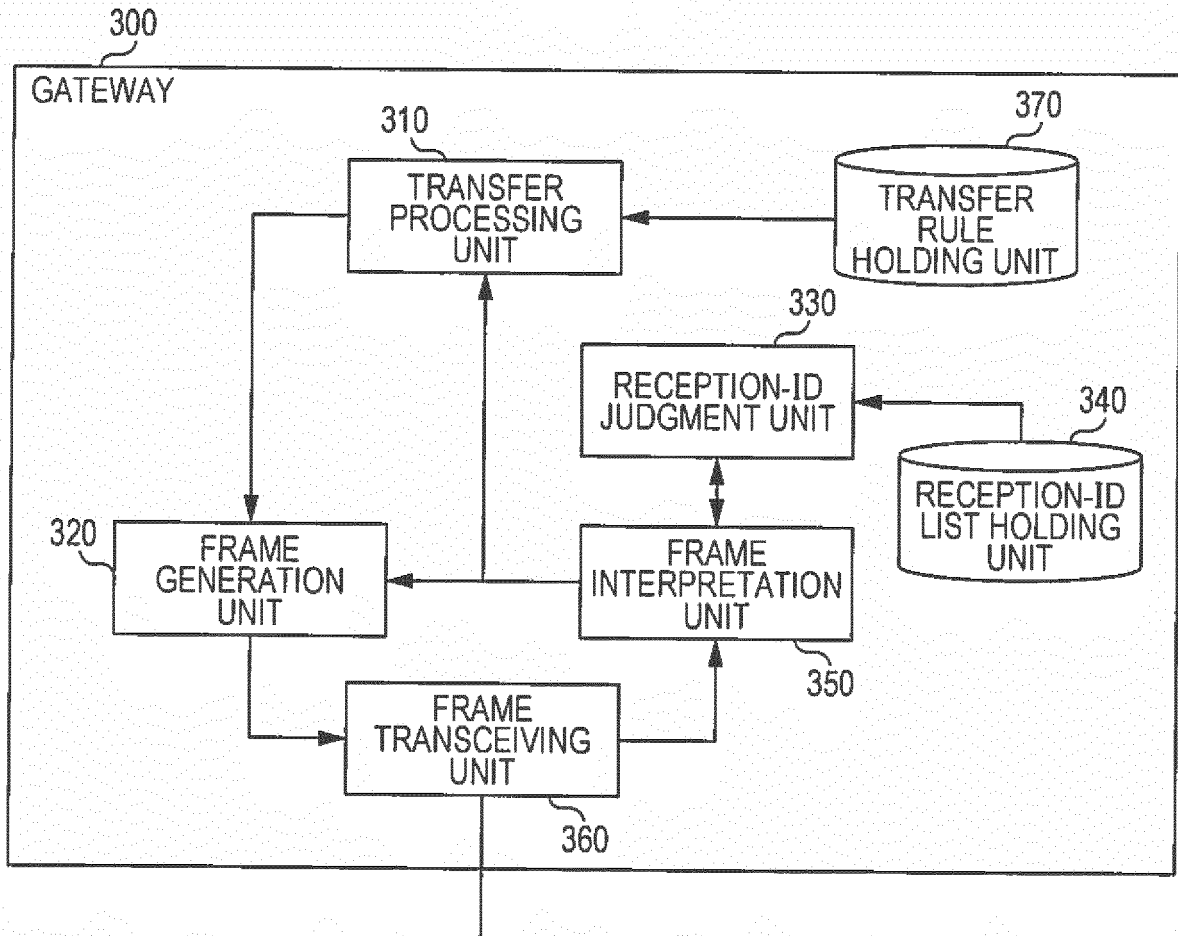 300
GATEWAY
310
TRANSFER
PROCESSING
UNIT
370
TRANSFER
RULE
HOLDING UNIT
330
RECEPTION-ID
JUDGMENT UNIT
340
RECEPTION-ID
LIST HOLDING
UNIT
320
FRAME
GENERATION
UNIT
FRAME
INTERPRETATION
UNIT
350
FRAME
TRANSCEIVING
UNIT
360